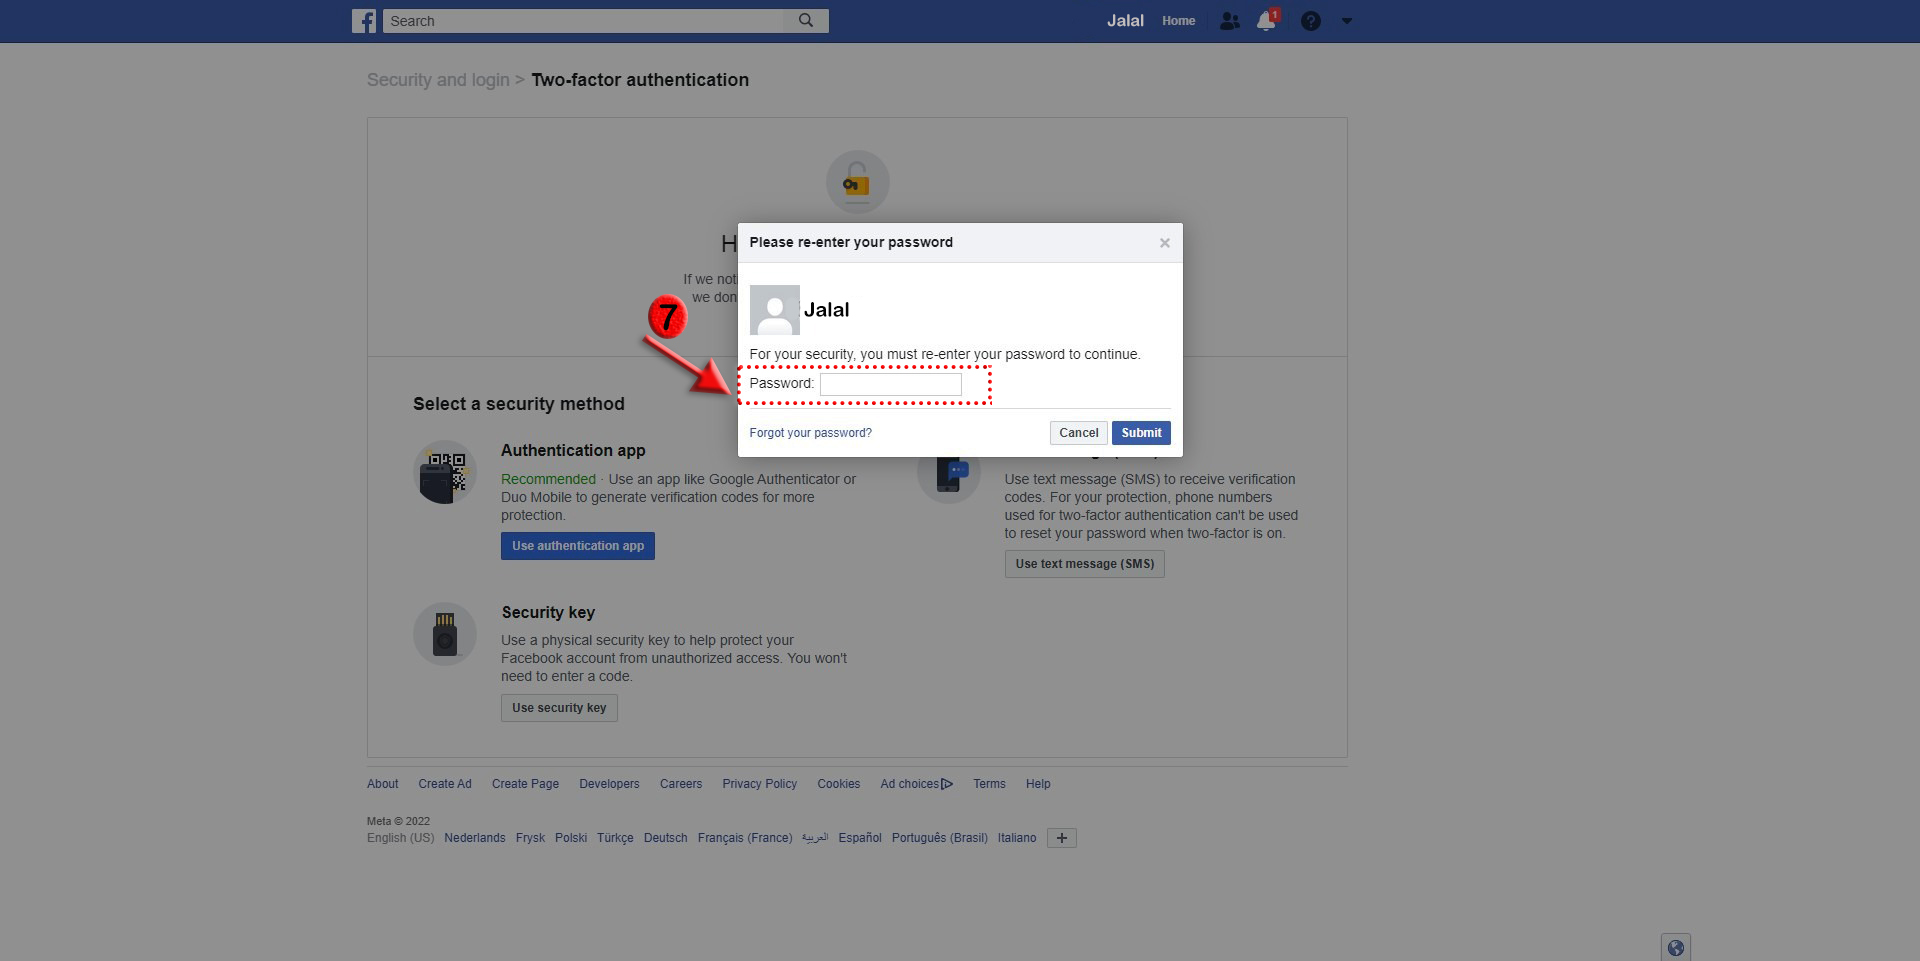 Search
Jalal Home 1 ?
Security and login > Two-factor authentication
Please re-enter your password
If we
we don
7
Jalal
For your security, you must re-enter your password to continue.
Password:
Forgot your password? Cancel Submit
Select a security method
Authentication app
Recommended · Use an app like Google Authenticator or
Duo Mobile to generate verification codes for more
protection.
Use authentication app
Use text message (SMS) to receive verification
codes. For your protection, phone numbers
used for two-factor authentication can't be used
to reset your password when two-factor is on.
Use text message (SMS)
Security key
Use a physical security key to help protect your
Facebook account from unauthorized access. You won't
need to enter a code.
Use security key
About Create Ad Create Page Developers Careers Privacy Policy Cookies Ad choices Terms Help
Meta © 2022
English (US) Nederlands Frysk Polski Türkçe Deutsch Français (France) العربية Español Português (Brasil) Italiano +